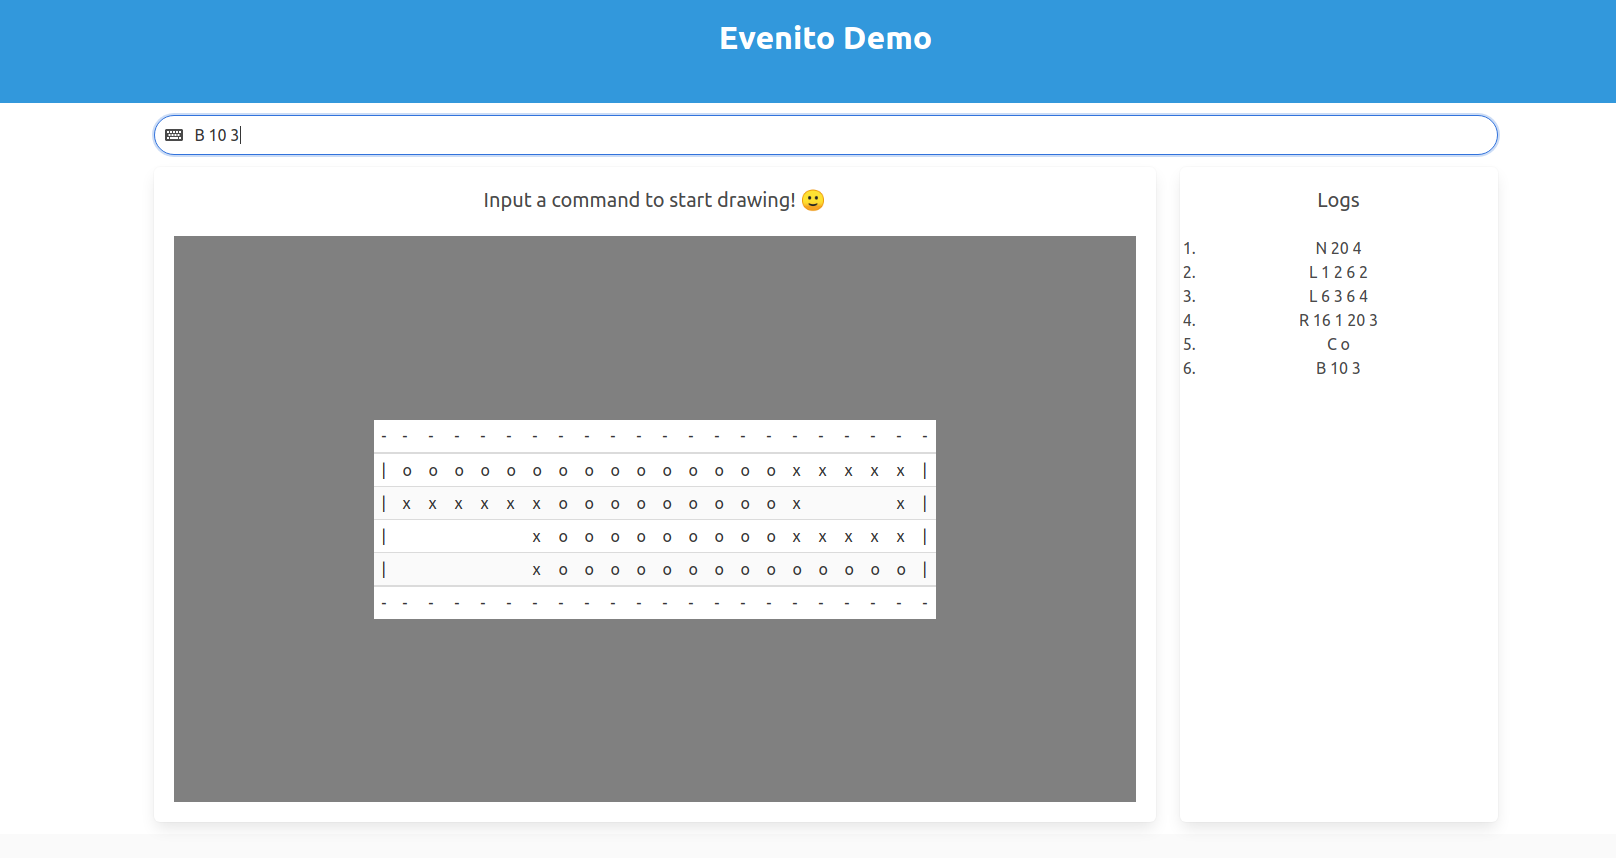 Evenito Demo
B 10 3
Input a command to start drawing! 🙂
Logs
1. N 20 4
2. L 1 2 6 2
3. L 6 3 6 4
4. R 16 1 20 3
5. C o
6. B 10 3
- - - - - - - - - - - - - - - - - - - - - -
| o o o o o o o o o o o o o o o x x x x x |
| x x x x x x o o o o o o o o o x       x |
|           x o o o o o o o o o x x x x x |
|           x o o o o o o o o o o o o o o |
- - - - - - - - - - - - - - - - - - - - - -